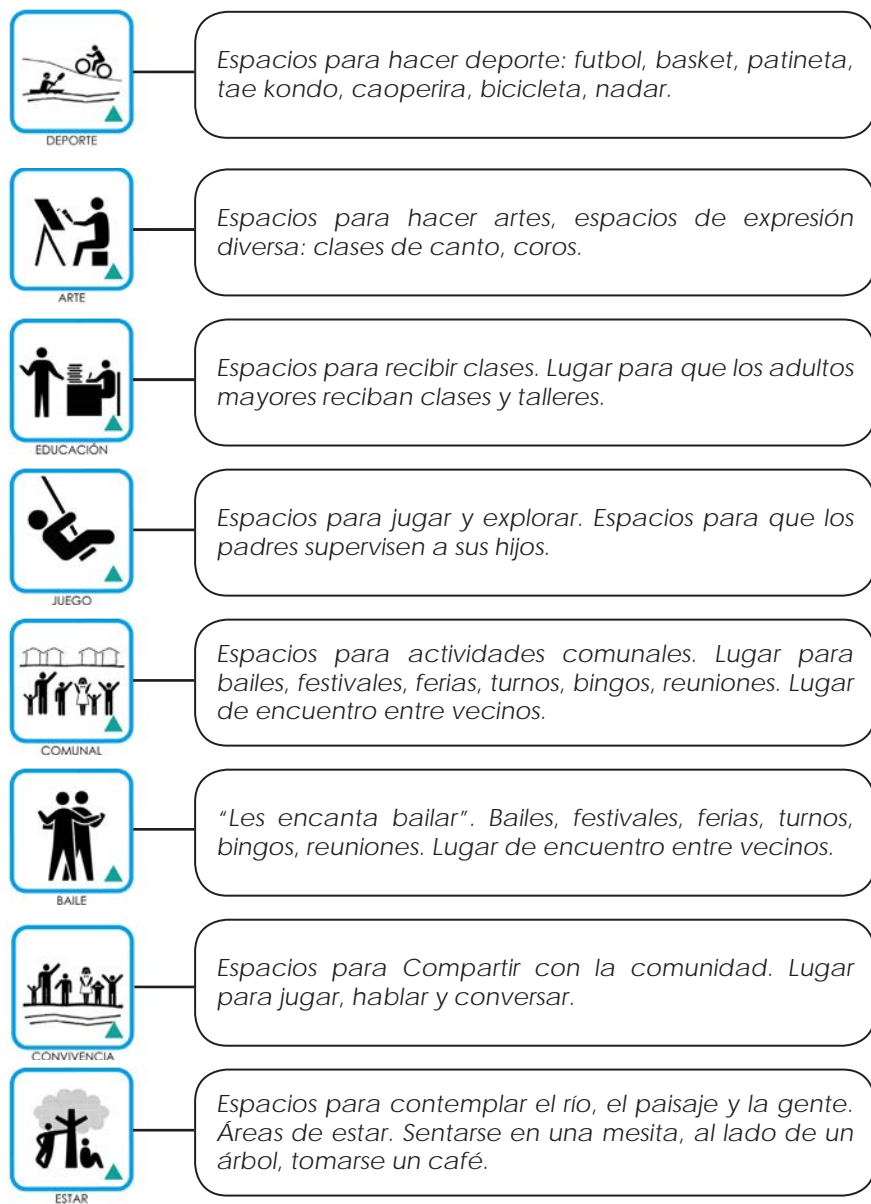 Espacios para hacer deporte: futbol, basket, patineta,
tae kondo, caoperira, bicicleta, nadar.
DEPORTE
Espacios para hacer artes, espacios de expresión
diversa: clases de canto, coros.
ARTE
Espacios para recibir clases. Lugar para que los adultos
mayores reciban clases y talleres.
EDUCACIÓN
Espacios para jugar y explorar. Espacios para que los
padres supervisen a sus hijos.
JUEGO
Espacios para actividades comunales. Lugar para
bailes, festivales, ferias, turnos, bingos, reuniones. Lugar
de encuentro entre vecinos.
COMUNAL
“Les encanta bailar”. Bailes, festivales, ferias, turnos,
bingos, reuniones. Lugar de encuentro entre vecinos.
BAILE
Espacios para Compartir con la comunidad. Lugar
para jugar, hablar y conversar.
CONVIVENCIA
Espacios para contemplar el río, el paisaje y la gente.
Áreas de estar. Sentarse en una mesita, al lado de un
árbol, tomarse un café.
ESTAR